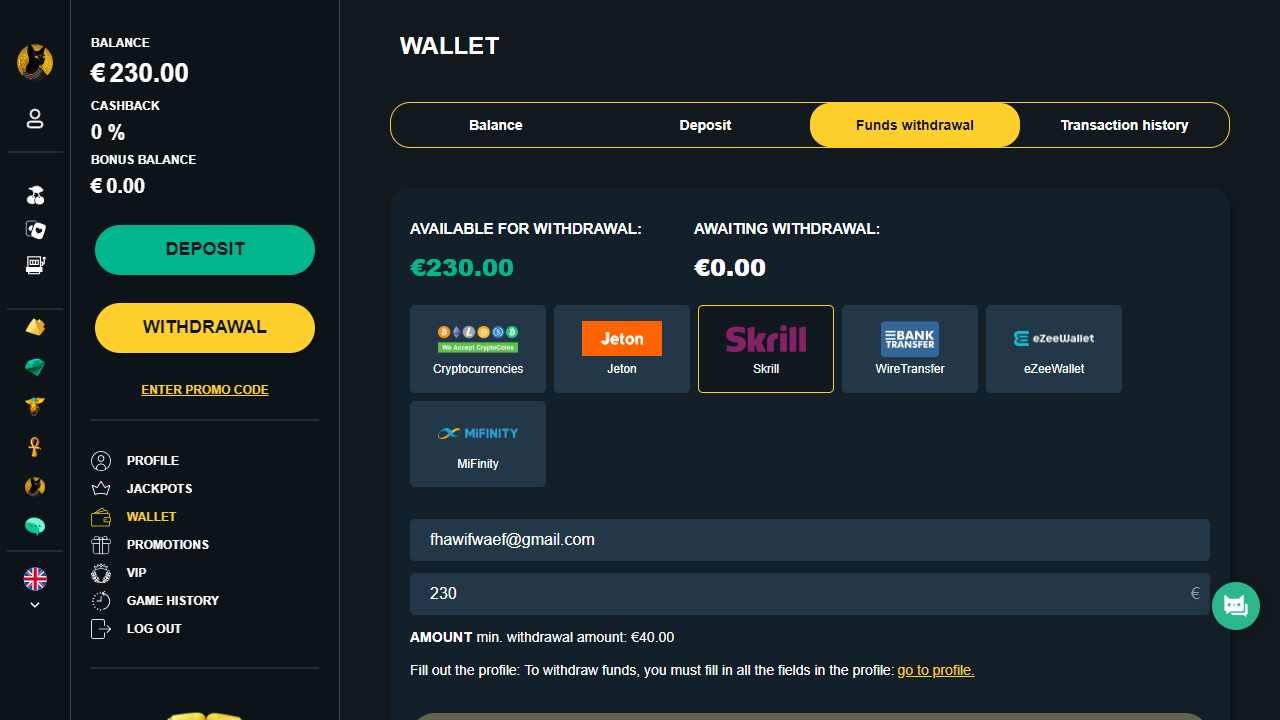 BALANCE
€ 230.00
CASHBACK
0 %
BONUS BALANCE
€ 0.00
DEPOSIT
WITHDRAWAL
ENTER PROMO CODE
PROFILE
JACKPOTS
WALLET
PROMOTIONS
VIP
GAME HISTORY
LOG OUT
WALLET
Balance
Deposit
Funds withdrawal
Transaction history
AVAILABLE FOR WITHDRAWAL:
€230.00
AWAITING WITHDRAWAL:
€0.00
We Accept CryptoCoins
Cryptocurrencies
Jeton
Jeton
Skrill
Skrill
BANK
TRANSFER
WireTransfer
eZeeWallet
eZeeWallet
MiFINITY
MiFinity
fhawifwaef@gmail.com
230 €
AMOUNT min. withdrawal amount: €40.00
Fill out the profile: To withdraw funds, you must fill in all the fields in the profile: go to profile.